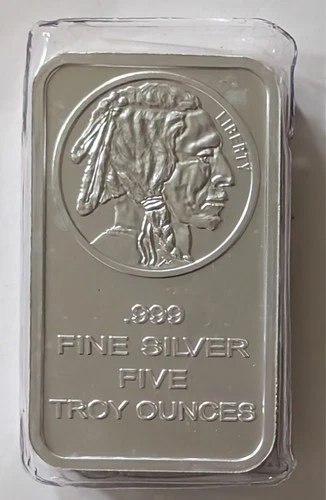 LIBERTY
.999
FINE SILVER
FIVE
TROY OUNCES